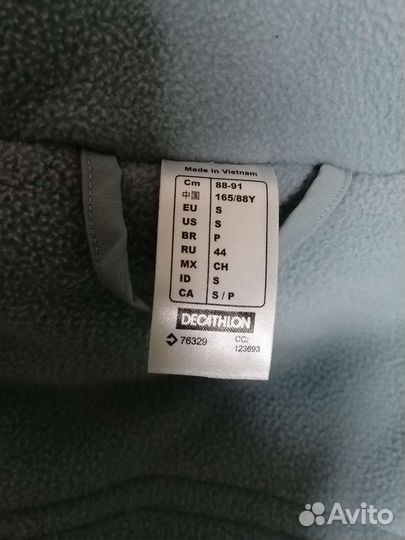 Made in Vietnam
Cm 88-91
中国 165/88Y
EU S
US S
BR P
RU 44
MX CH
ID S
CA S / P
DECATHLON
76329 CC: 123693
Avito